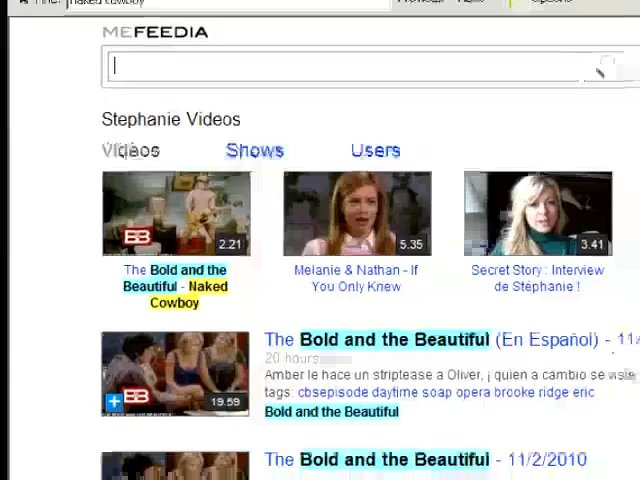 naked cowboy
MEFEEDIA
Stephanie Videos
Videos Shows Users
2.21
5.35
3.41
The Bold and the Beautiful - Naked Cowboy
Melanie & Nathan - If You Only Knew
Secret Story : Interview de Stéphanie !
The Bold and the Beautiful (En Español) -
20 hours
Amber le hace un striptease a Oliver, ¡ quien a cambio se
tags: cbsepisode daytime soap opera brooke ridge eric
19.59
Bold and the Beautiful
The Bold and the Beautiful - 11/2/2010